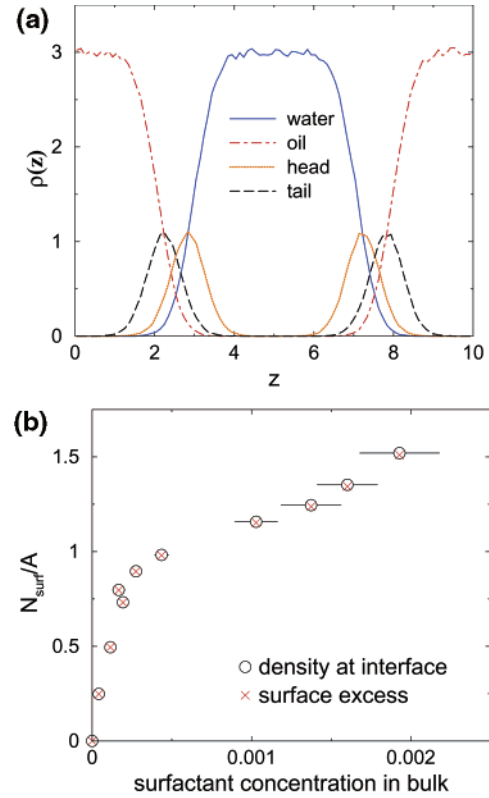 (a)
3
2
1
0
ρ(z)
water
oil
head
tail
0 2 4 6 8 10
z
(b)
1.5
1
0.5
0
N_surf/A
density at interface
surface excess
0 0.001 0.002
surfactant concentration in bulk